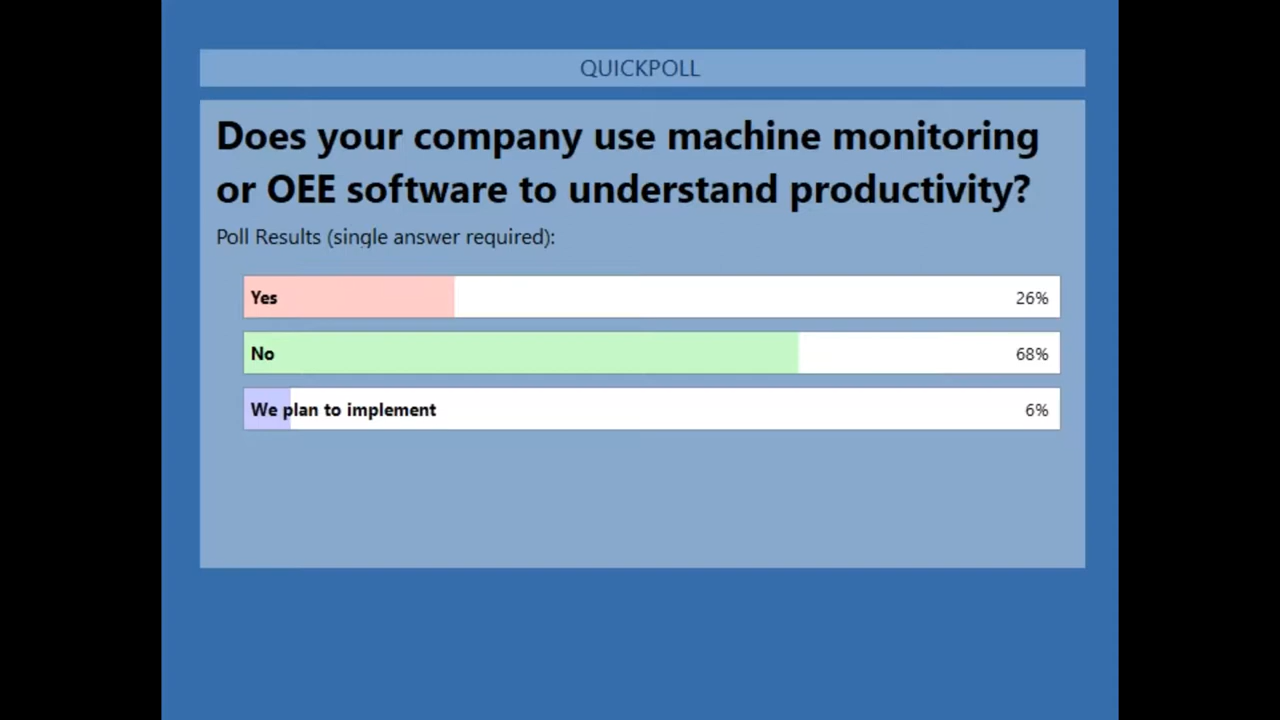 QUICKPOLL
Does your company use machine monitoring
or OEE software to understand productivity?
Poll Results (single answer required):
Yes 26%
No 68%
We plan to implement 6%